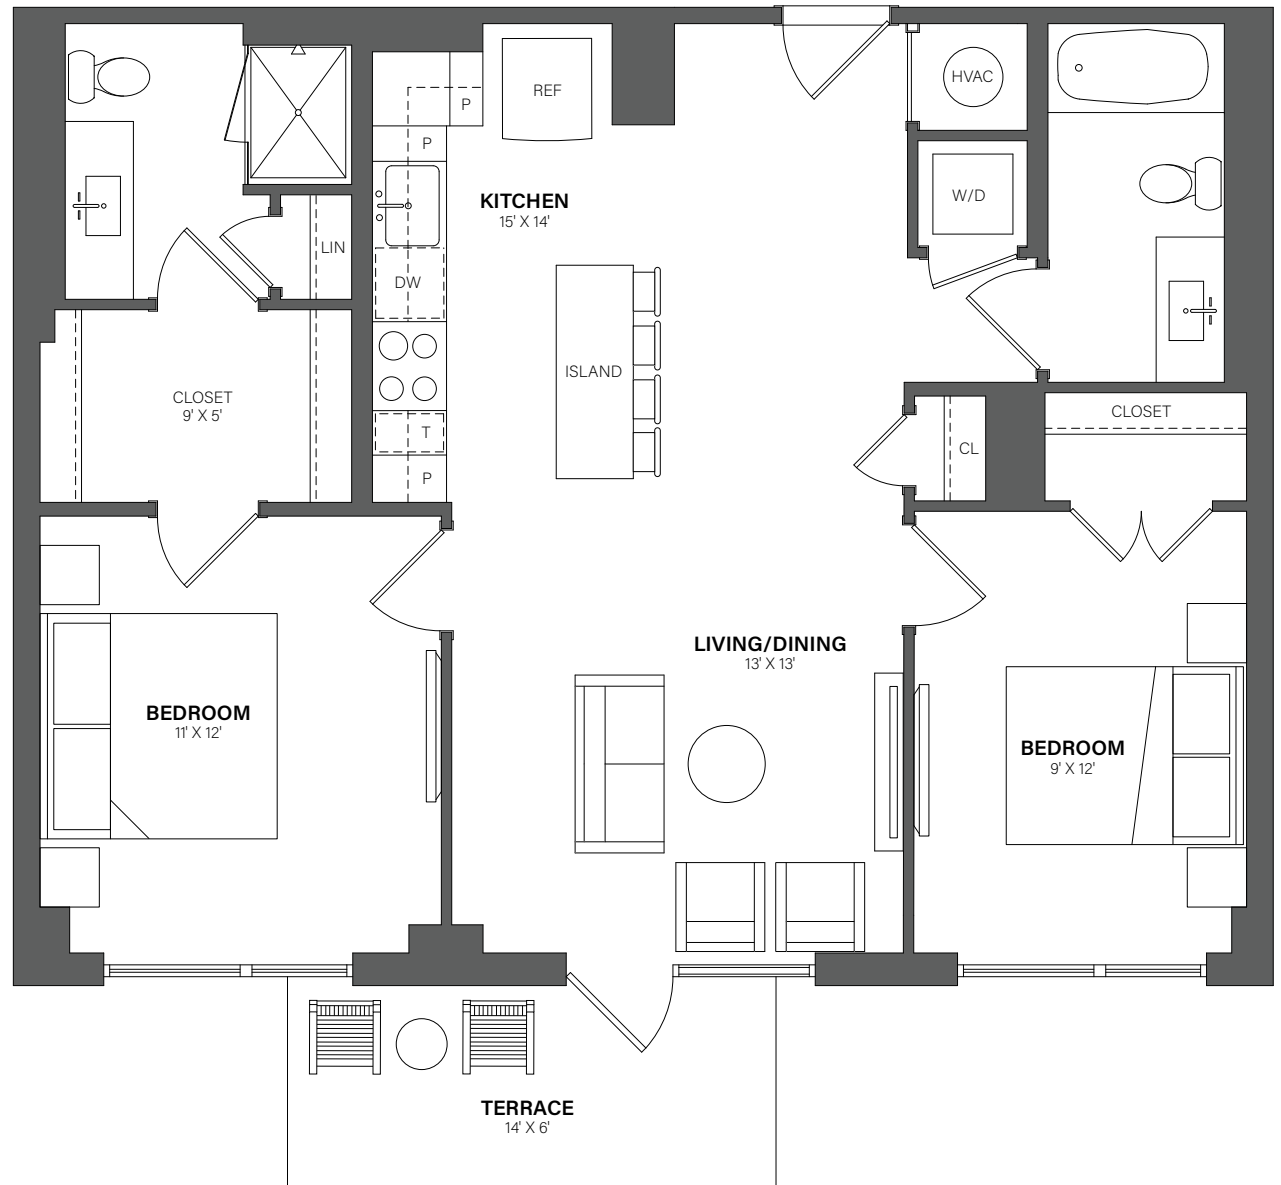 REF
HVAC
P
P
W/D
KITCHEN
15' X 14'
LIN
DW
ISLAND
CLOSET
9' X 5'
CLOSET
T
CL
P
LIVING/DINING
13' X 13'
BEDROOM
11' X 12'
BEDROOM
9' X 12'
TERRACE
14' X 6'